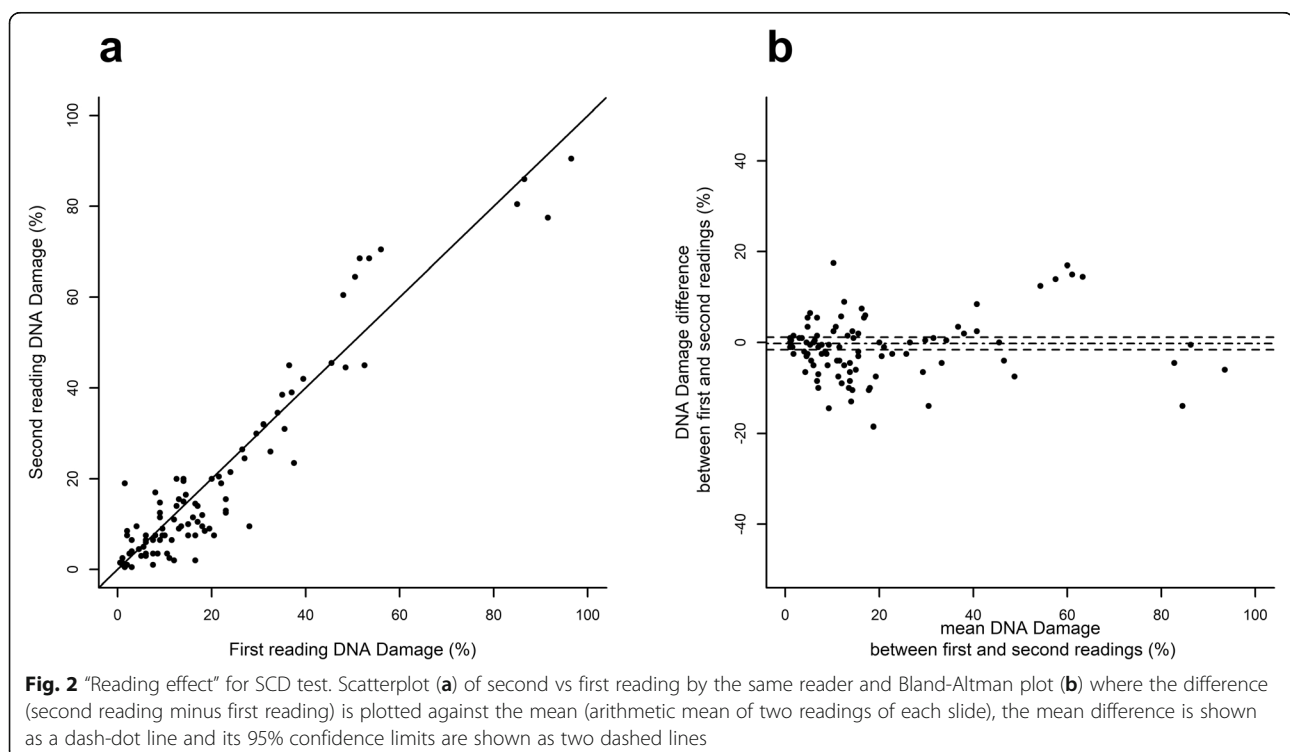 a
Second reading DNA Damage (%)
100
80
60
40
20
0
0 20 40 60 80 100
First reading DNA Damage (%)
b
DNA Damage difference
between first and second readings (%)
40
20
0
-20
-40
0 20 40 60 80 100
mean DNA Damage
between first and second readings (%)
Fig. 2 “Reading effect” for SCD test. Scatterplot (a) of second vs first reading by the same reader and Bland-Altman plot (b) where the difference
(second reading minus first reading) is plotted against the mean (arithmetic mean of two readings of each slide), the mean difference is shown
as a dash-dot line and its 95% confidence limits are shown as two dashed lines